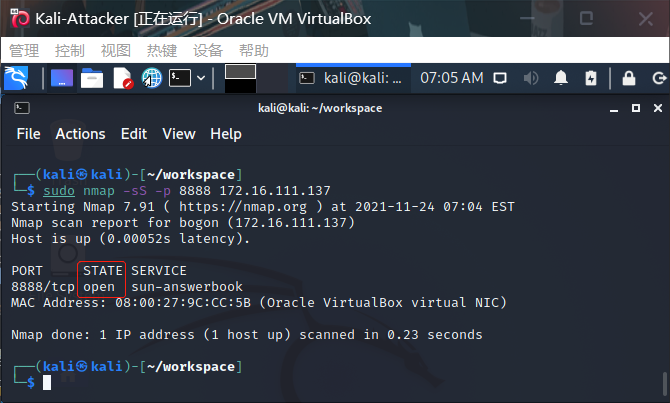 Kali-Attacker [正在运行] - Oracle VM VirtualBox
管理 控制 视图 热键 设备 帮助
kali@kali: ... 07:05 AM
kali@kali: ~/workspace
File Actions Edit View Help
┌──(kali㉿kali)-[~/workspace]
└─$ sudo nmap -sS -p 8888 172.16.111.137
Starting Nmap 7.91 ( https://nmap.org ) at 2021-11-24 07:04 EST
Nmap scan report for bogon (172.16.111.137)
Host is up (0.00052s latency).
PORT STATE SERVICE
8888/tcp open sun-answerbook
MAC Address: 08:00:27:9C:CC:5B (Oracle VirtualBox virtual NIC)
Nmap done: 1 IP address (1 host up) scanned in 0.23 seconds
┌──(kali㉿kali)-[~/workspace]
└─$